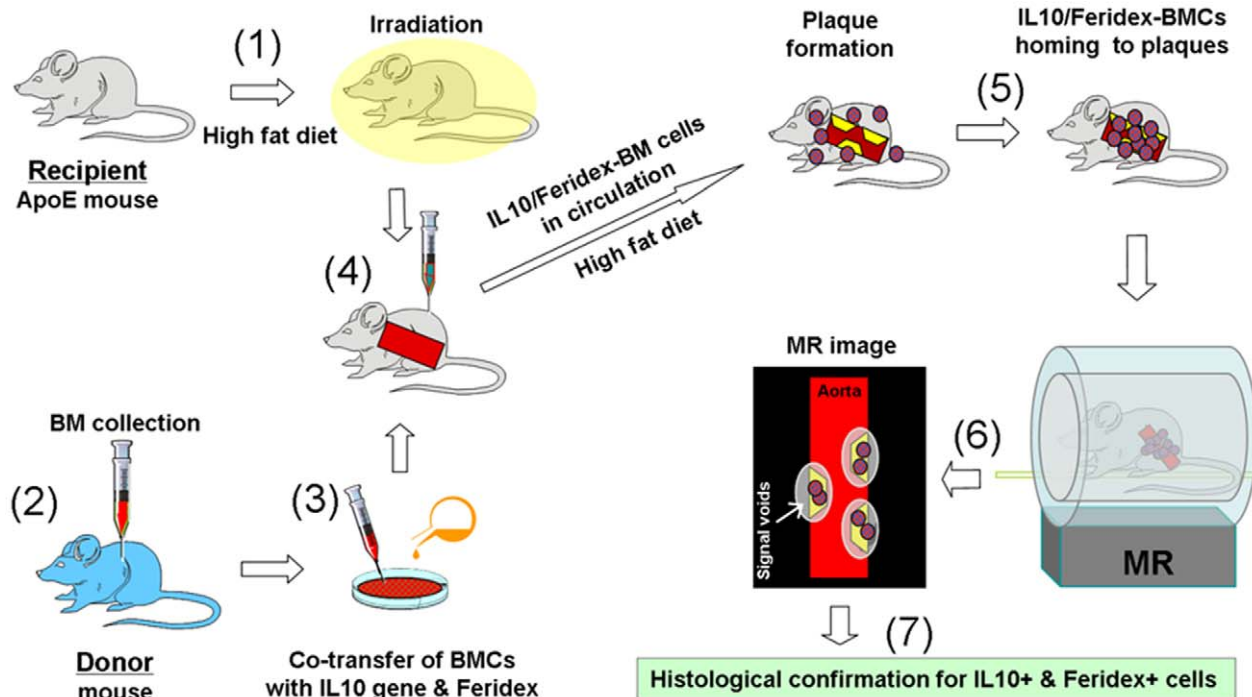 (1)
Irradiation
High fat diet
Recipient
ApoE mouse
(2)
BM collection
Donor
mouse
(3)
Co-transfer of BMCs
with IL10 gene & Feridex
(4)
IL10/Feridex-BM cells
in circulation
High fat diet
Plaque
formation
(5)
IL10/Feridex-BMCs
homing to plaques
MR
(6)
MR image
Aorta
Signal voids
(7)
Histological confirmation for IL10+ & Feridex+ cells